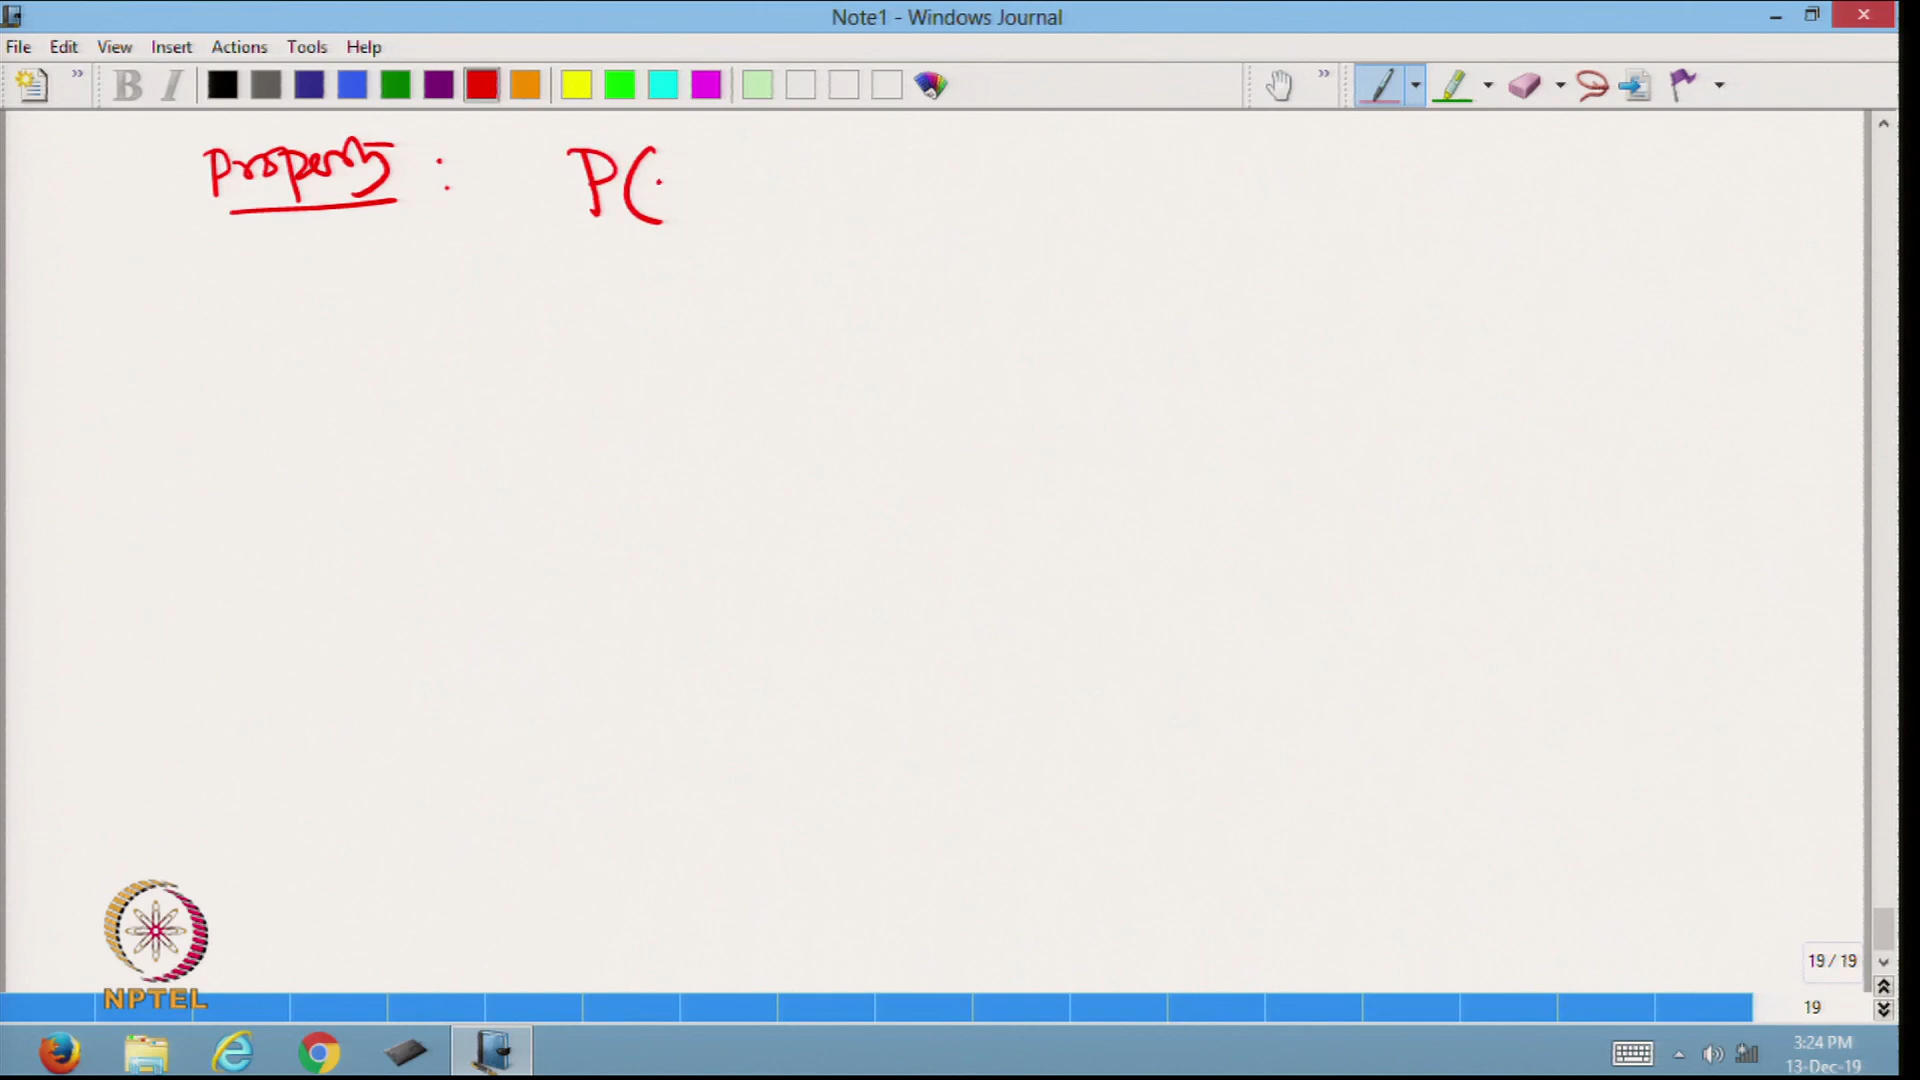 Note1 - Windows Journal
File Edit View Insert Actions Tools Help
Property : P(
NPTEL
19 / 19
19
3:24 PM
13-Dec-19